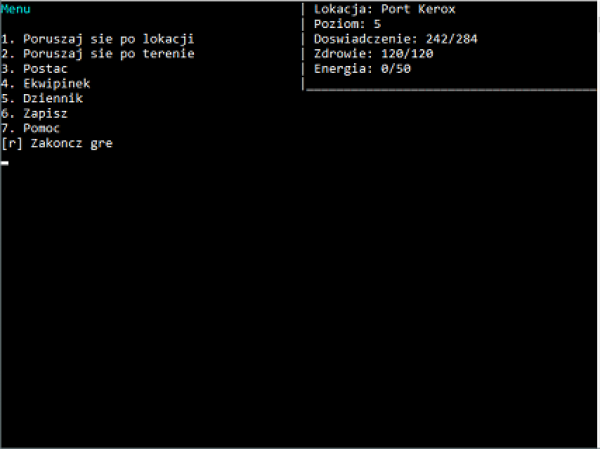 Menu
1. Poruszaj sie po lokacji
2. Poruszaj sie po terenie
3. Postac
4. Ekwipinek
5. Dziennik
6. Zapisz
7. Pomoc
[r] Zakoncz gre
Lokacja: Port Kerox
Poziom: 5
Doswiadczenie: 242/284
Zdrowie: 120/120
Energia: 0/50